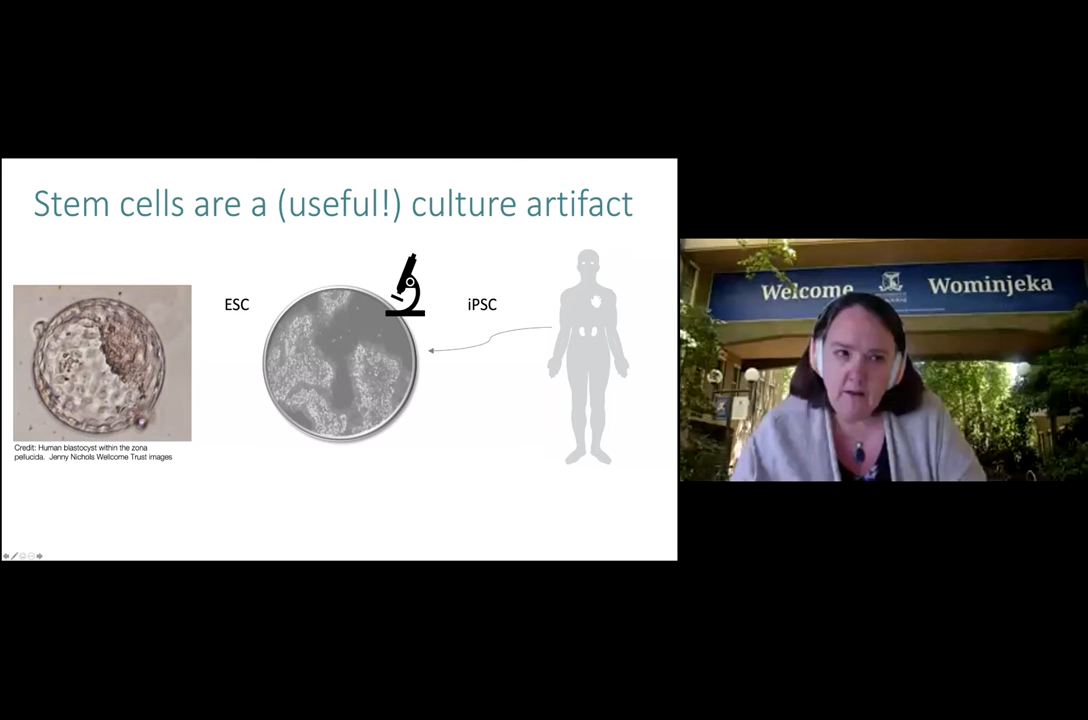 Stem cells are a (useful!) culture artifact
ESC
iPSC
Credit: Human blastocyst within the zona
pellucida. Jenny Nichols Wellcome Trust images
Welcome
Wominjeka